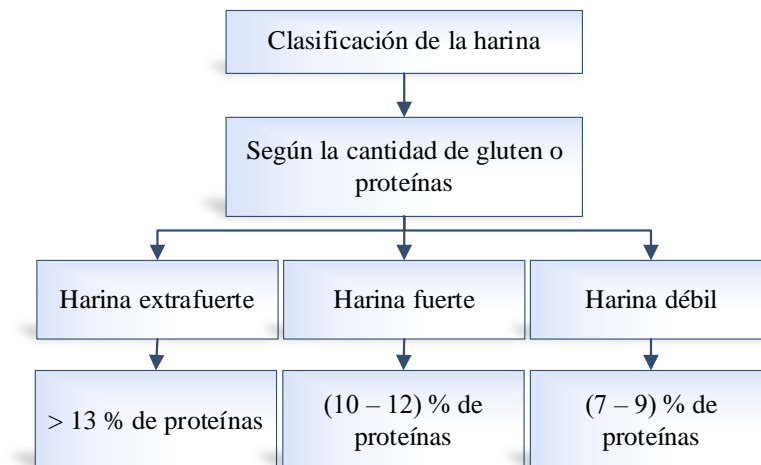 Clasificación de la harina
Según la cantidad de gluten o
proteínas
Harina extrafuerte
Harina fuerte
Harina débil
> 13 % de proteínas
(10 – 12) % de
proteínas
(7 – 9) % de
proteínas